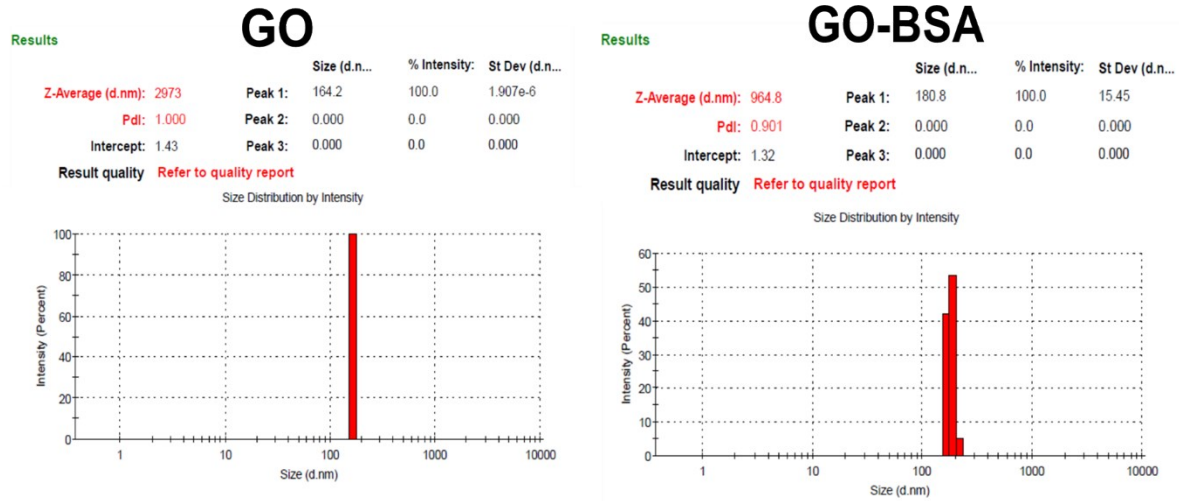 GO
Results
Size (d.n... % Intensity: St Dev (d.n...
Z-Average (d.nm): 2973 Peak 1: 164.2 100.0 1.907e-6
PdI: 1.000 Peak 2: 0.000 0.0 0.000
Intercept: 1.43 Peak 3: 0.000 0.0 0.000
Result quality Refer to quality report
Size Distribution by Intensity
Intensity (Percent)
100
80
60
40
20
0
1 10 100 1000 10000
Size (d.nm)
GO-BSA
Results
Size (d.n... % Intensity: St Dev (d.n...
Z-Average (d.nm): 964.8 Peak 1: 180.8 100.0 15.45
PdI: 0.901 Peak 2: 0.000 0.0 0.000
Intercept: 1.32 Peak 3: 0.000 0.0 0.000
Result quality Refer to quality report
Size Distribution by Intensity
Intensity (Percent)
60
50
40
30
20
10
0
1 10 100 1000 10000
Size (d.nm)